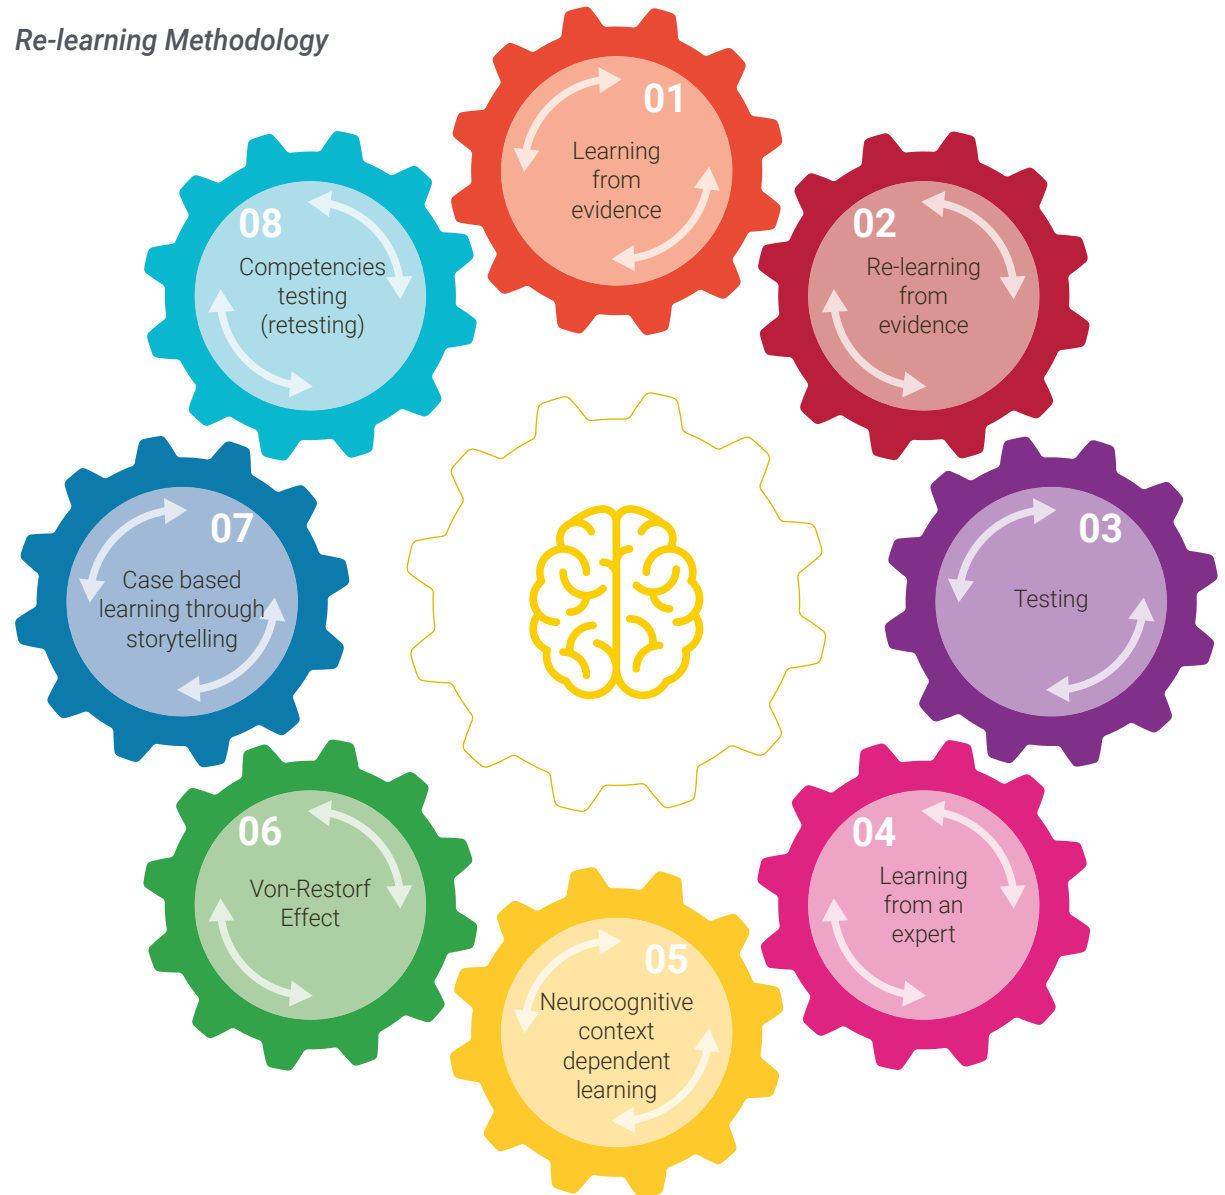 Re-learning Methodology
01
Learning
from
evidence
02
Re-learning
from
evidence
03
Testing
04
Learning
from an
expert
05
Neurocognitive
context
dependent
learning
06
Von-Restorf
Effect
07
Case based
learning through
storytelling
08
Competencies
testing
(retesting)